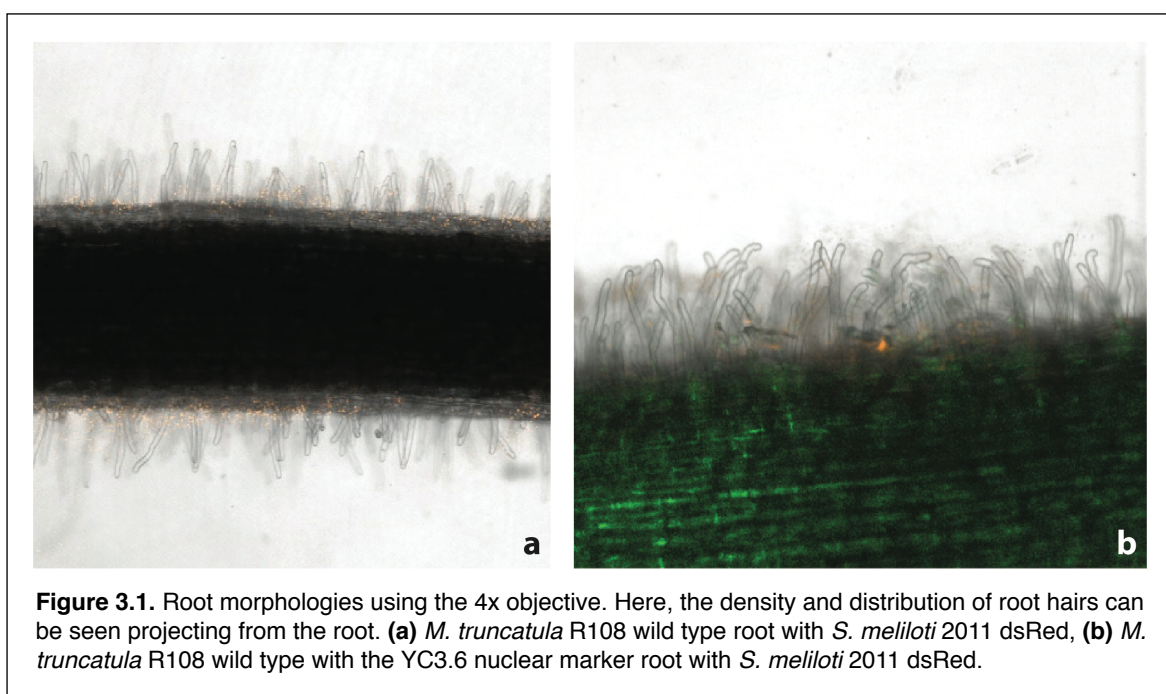 a
b
Figure 3.1. Root morphologies using the 4x objective. Here, the density and distribution of root hairs can
be seen projecting from the root. (a) M. truncatula R108 wild type root with S. meliloti 2011 dsRed, (b) M.
truncatula R108 wild type with the YC3.6 nuclear marker root with S. meliloti 2011 dsRed.